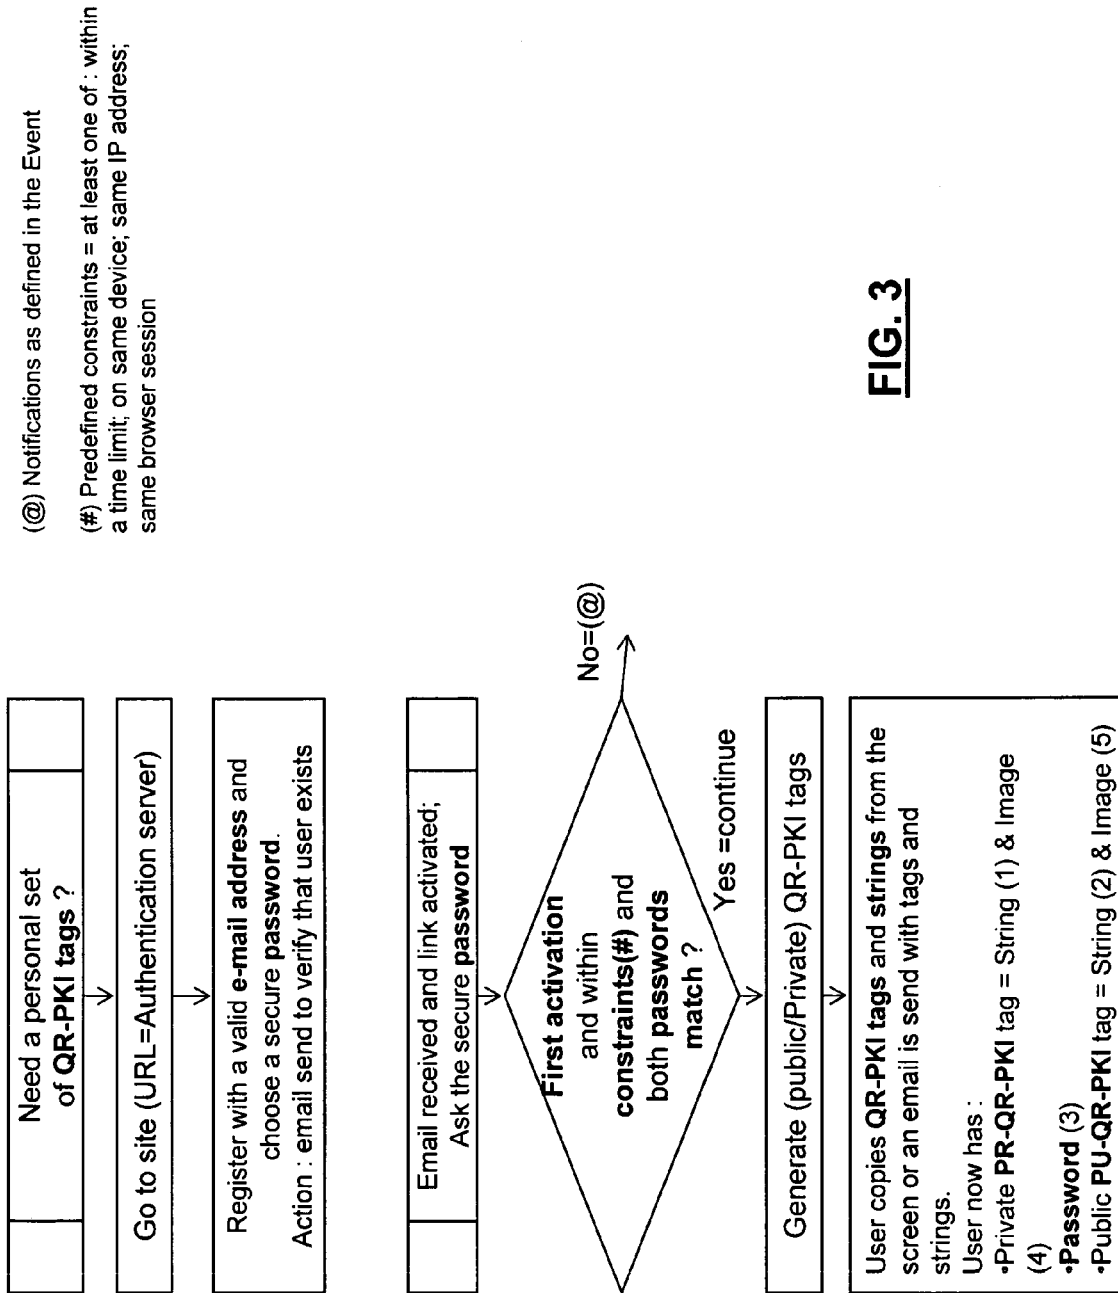 Need a personal set
of QR-PKI tags ?
Go to site (URL=Authentication server)
Register with a valid e-mail address and
choose a secure password.
Action : email send to verify that user exists
Email received and link activated;
Ask the secure password
First activation
and within
constraints(#) and
both passwords
match ?
No=(@)
Yes =continue
Generate (public/Private) QR-PKI tags
User copies QR-PKI tags and strings from the
screen or an email is send with tags and
strings.
User now has :
•Private PR-QR-PKI tag = String (1) & Image
(4)
•Password (3)
•Public PU-QR-PKI tag = String (2) & Image (5)
(@) Notifications as defined in the Event
(#) Predefined constraints = at least one of : within
a time limit; on same device; same IP address;
same browser session
FIG. 3